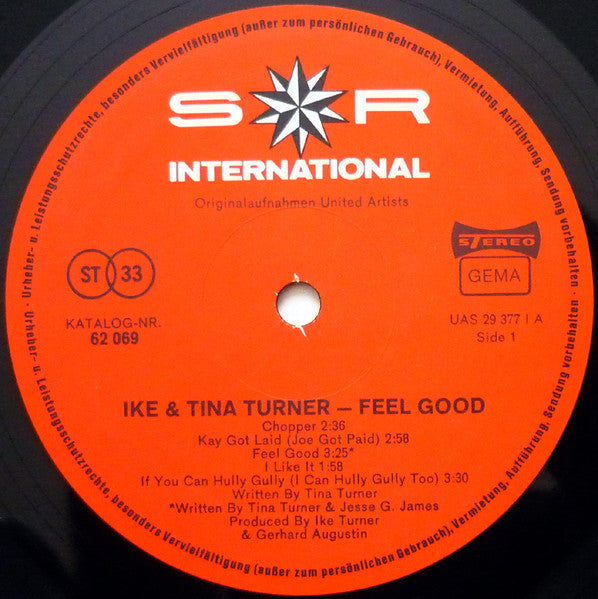 Urheber- u. Leistungsschutzrechte, besonders Vervielfältigung (außer zum persönlichen Gebrauch), Vermietung, Aufführung, Sendung vorbehalten ·
S R
INTERNATIONAL
Originalaufnahmen United Artists
STEREO
GEMA
ST 33
KATALOG-NR.
62 069
UAS 29 377 I A
Side 1
IKE & TINA TURNER — FEEL GOOD
Chopper 2:36
Kay Got Laid (Joe Got Paid) 2:58
Feel Good 3:25*
I Like It 1:58
If You Can Hully Gully (I Can Hully Gully Too) 3:30
Written By Tina Turner
*Written By Tina Turner & Jesse G. James
Produced By Ike Turner
& Gerhard Augustin
Urheber- u. Leistungsschutzrechte, besonders Vervielfältigung (außer zum persönlichen Gebrauch), Vermietung, Aufführung, Sendung vorbehalten ·